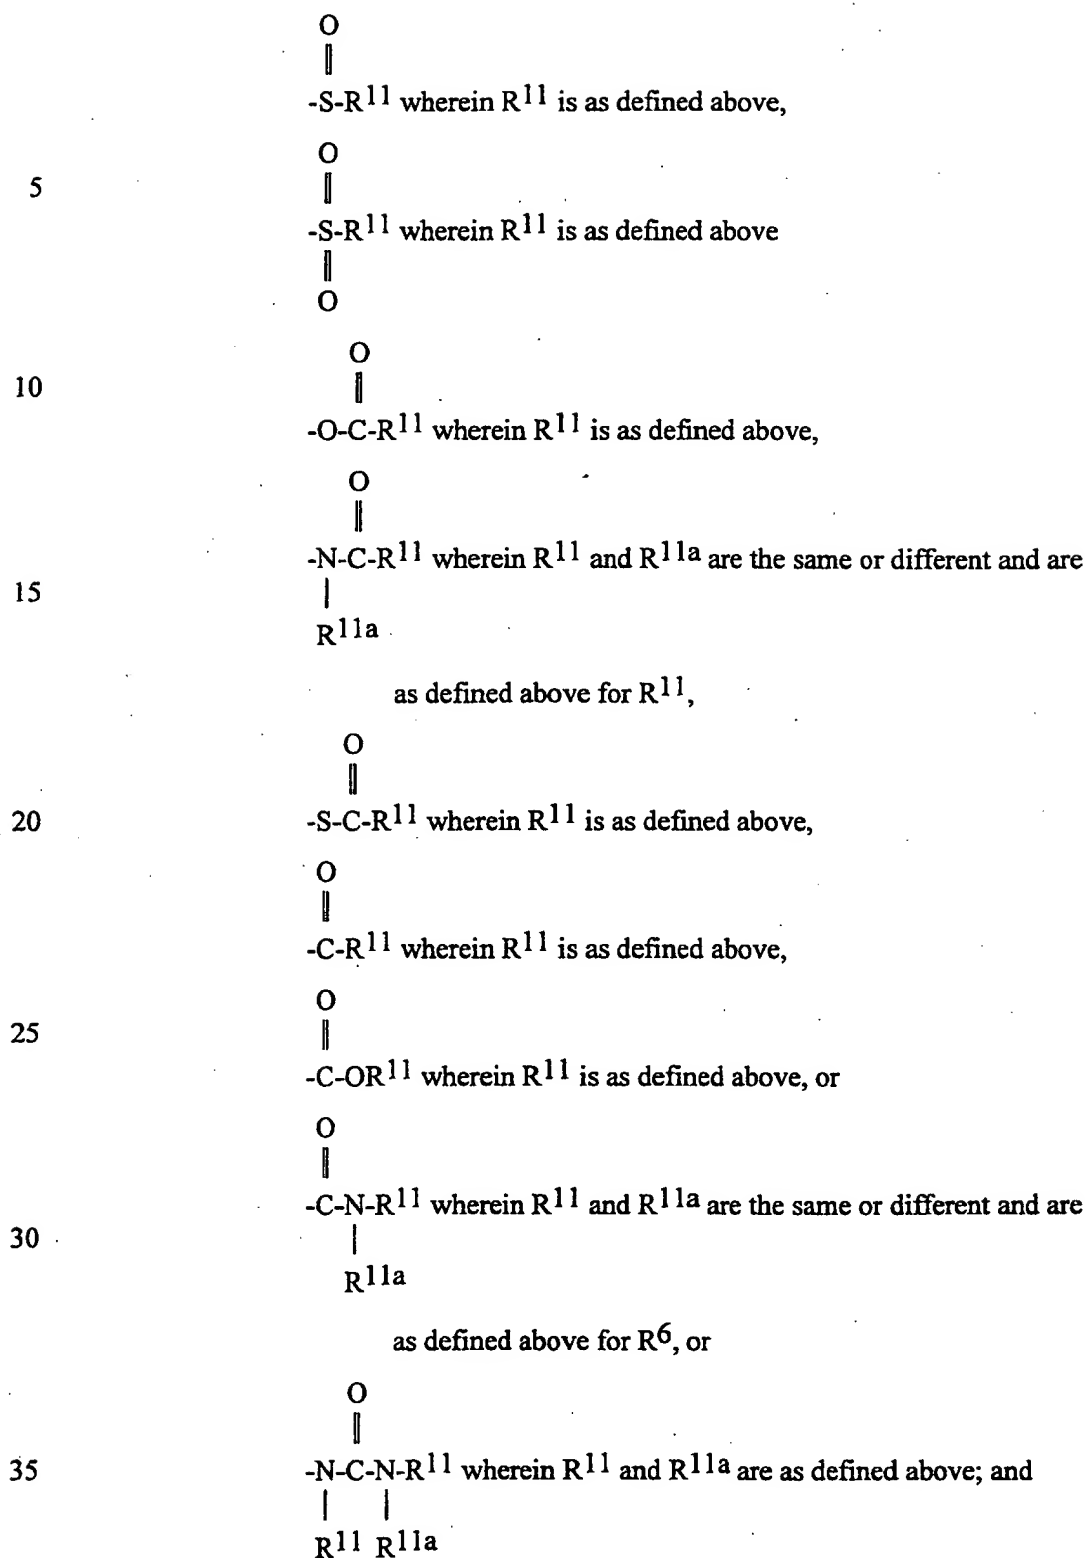 O
‖
-S-R11 wherein R11 is as defined above,
O
5
‖
-S-R11 wherein R11 is as defined above
‖
O
O
10
‖
-O-C-R11 wherein R11 is as defined above,
O
‖
-N-C-R11 wherein R11 and R11a are the same or different and are
15
|
R11a
as defined above for R11,
O
‖
20 -S-C-R11 wherein R11 is as defined above,
O
‖
-C-R11 wherein R11 is as defined above,
O
25 ‖
-C-OR11 wherein R11 is as defined above, or
O
‖
-C-N-R11 wherein R11 and R11a are the same or different and are
30 |
R11a
as defined above for R6, or
O
‖
35 -N-C-N-R11 wherein R11 and R11a are as defined above; and
| |
R11 R11a